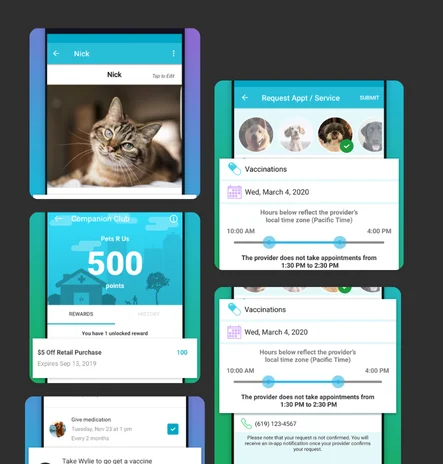 Nick
Nick
Tap to Edit
Companion Club
Pets R Us
500
points
REWARDS
HISTORY
You have 1 unlocked reward
$5 Off Retail Purchase
100
Expires Sep 13, 2019
Give medication
Tuesday, Nov 23 at 1 pm
Every 2 months
Take Wylie to go get a vaccine
Request Appt / Service
SUBMIT
Vaccinations
Wed, March 4, 2020
Hours below reflect the provider's
local time zone (Pacific Time)
10:00 AM
4:00 PM
The provider does not take appointments from
1:30 PM to 2:30 PM
Vaccinations
Wed, March 4, 2020
Hours below reflect the provider's
local time zone (Pacific Time)
10:00 AM
4:00 PM
The provider does not take appointments from
1:30 PM to 2:30 PM
(619) 123-4567
Please note that your request is not confirmed. You will
receive an in-app notification once your provider confirms
your request.